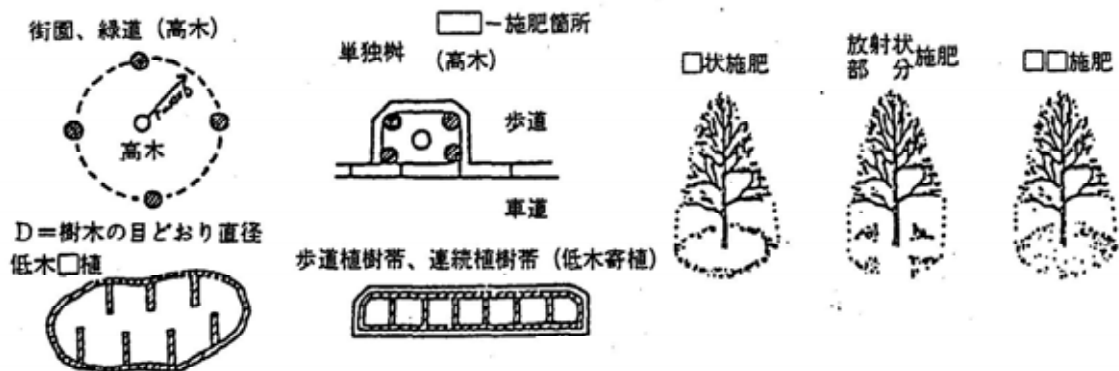 街園、緑道(高木)
高木
D=樹木の目どおり直径
低木□植
単独桝
－施肥箇所
(高木)
歩道
車道
歩道植樹帯、連続植樹帯(低木寄植)
□状施肥
放射状
部分施肥
□□施肥